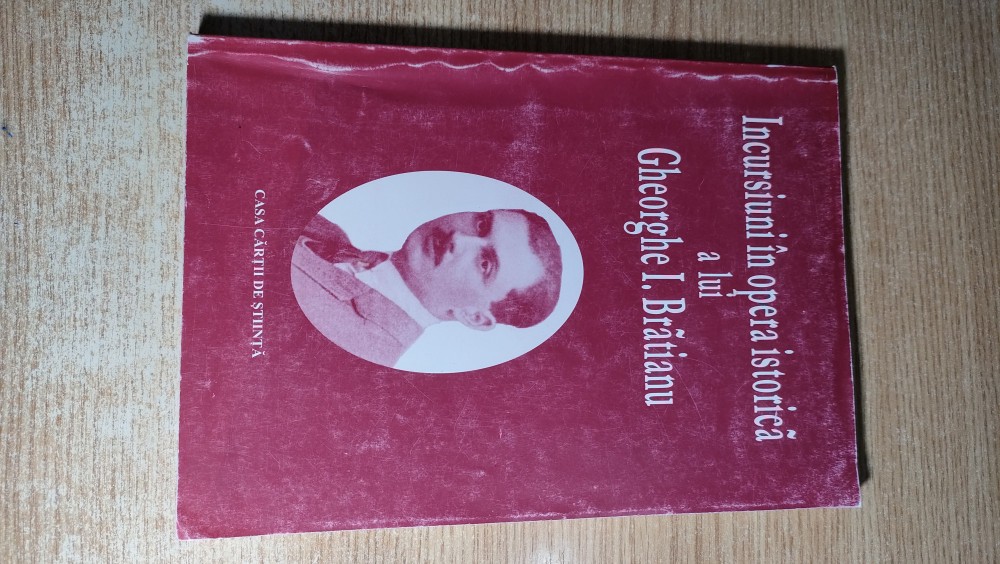 Incursiuni în opera istorică
a lui
Gheorghe I. Brătianu
CASA CĂRȚII DE ȘTIINȚĂ